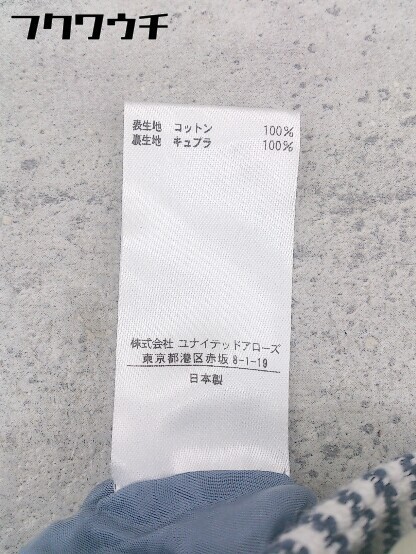 フクワウチ
表生地 コットン 100%
裏生地 キュプラ 100%
株式会社 ユナイテッドアローズ
東京都港区赤坂 8-1-19
日本製